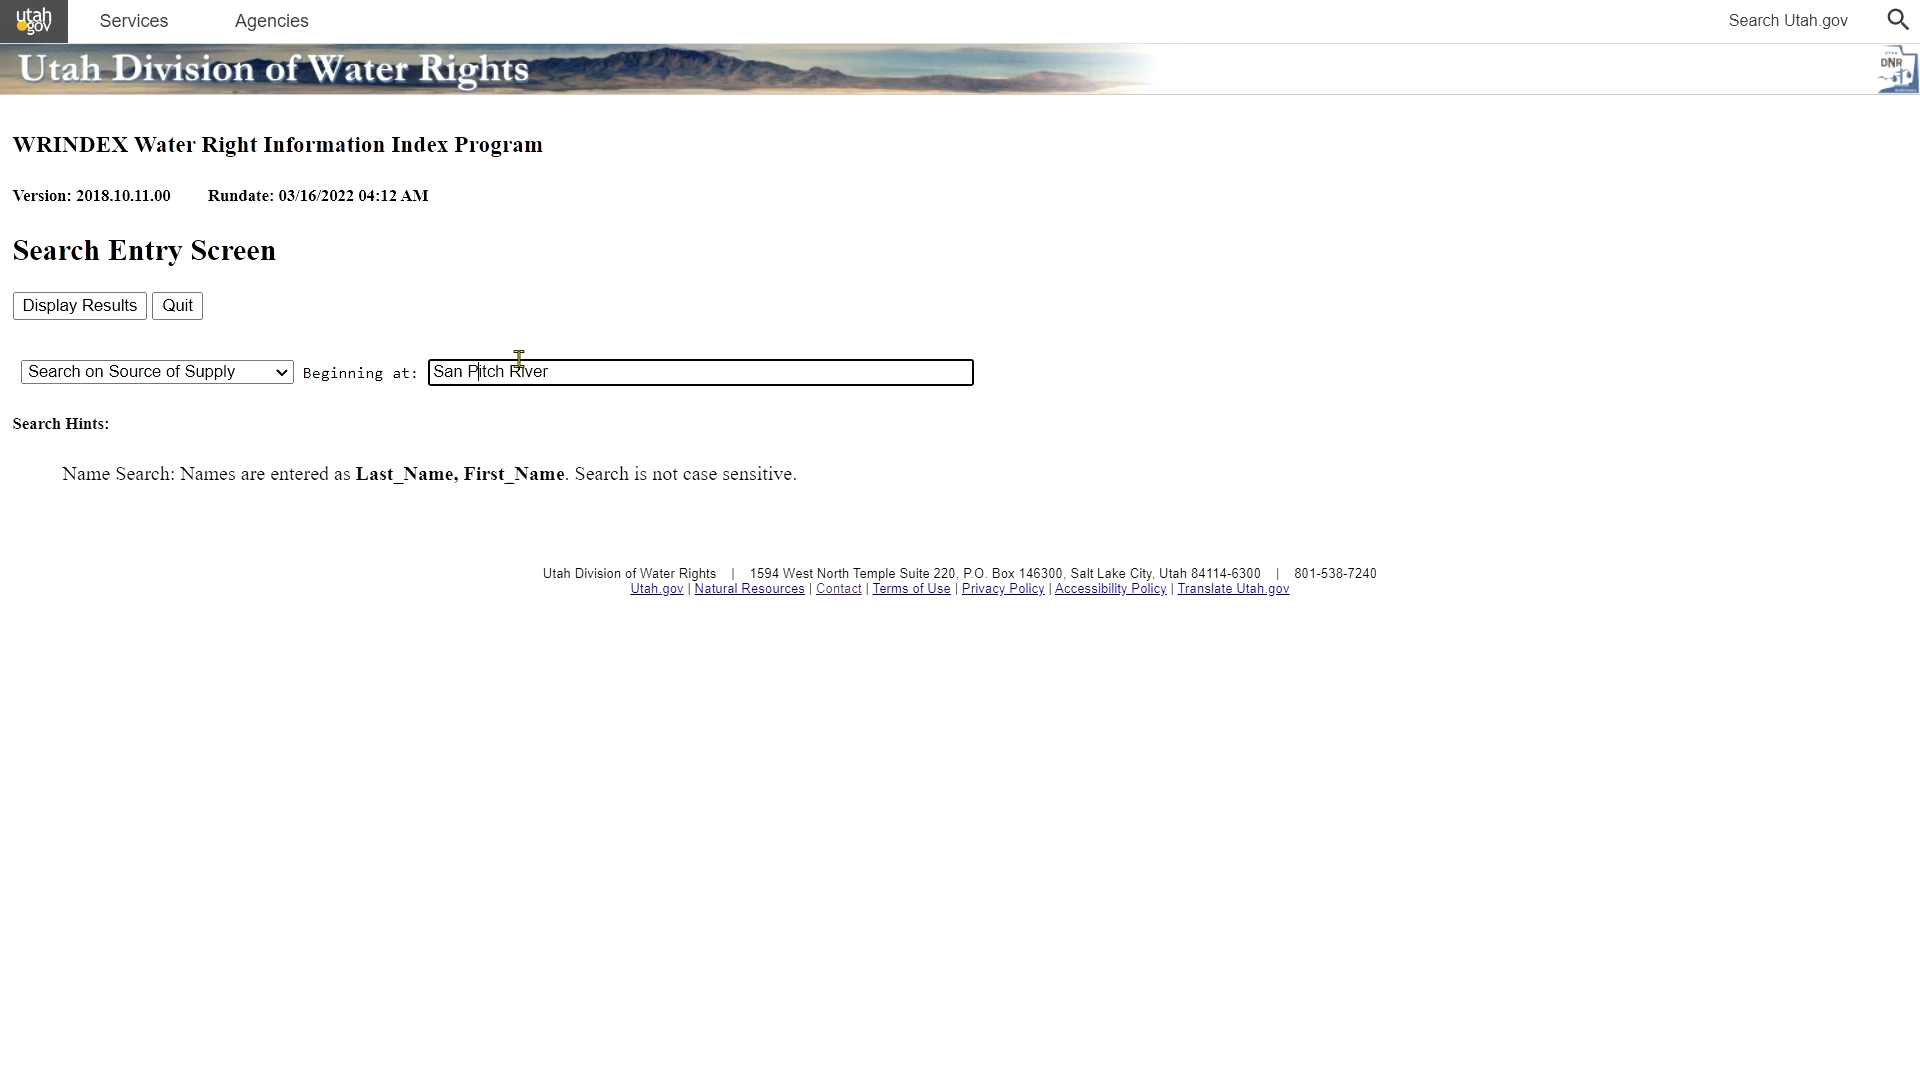 utah
gov
Services
Agencies
Search Utah.gov
Utah Division of Water Rights
UTAH
DNR
WRINDEX Water Right Information Index Program
Version: 2018.10.11.00 Rundate: 03/16/2022 04:12 AM
Search Entry Screen
Display Results Quit
Search on Source of Supply Beginning at: San Pitch River
Search Hints:
Name Search: Names are entered as Last_Name, First_Name. Search is not case sensitive.
Utah Division of Water Rights | 1594 West North Temple Suite 220, P.O. Box 146300, Salt Lake City, Utah 84114-6300 | 801-538-7240
Utah.gov | Natural Resources | Contact | Terms of Use | Privacy Policy | Accessibility Policy | Translate Utah.gov